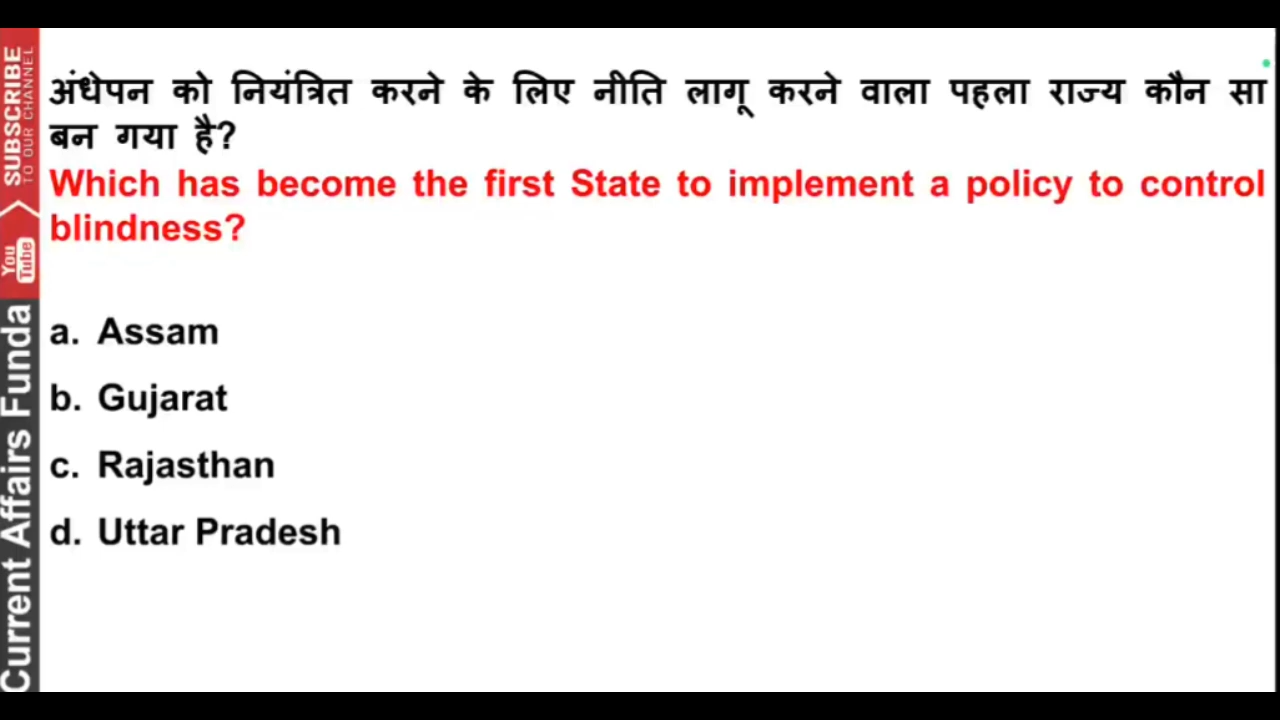 अंधेपन को नियंत्रित करने के लिए नीति लागू करने वाला पहला राज्य कौन सा
बन गया है?
Which has become the first State to implement a policy to control
blindness?
a. Assam
b. Gujarat
c. Rajasthan
d. Uttar Pradesh
SUBSCRIBE
TO OUR CHANNEL
You
Tube
Current Affairs Funda